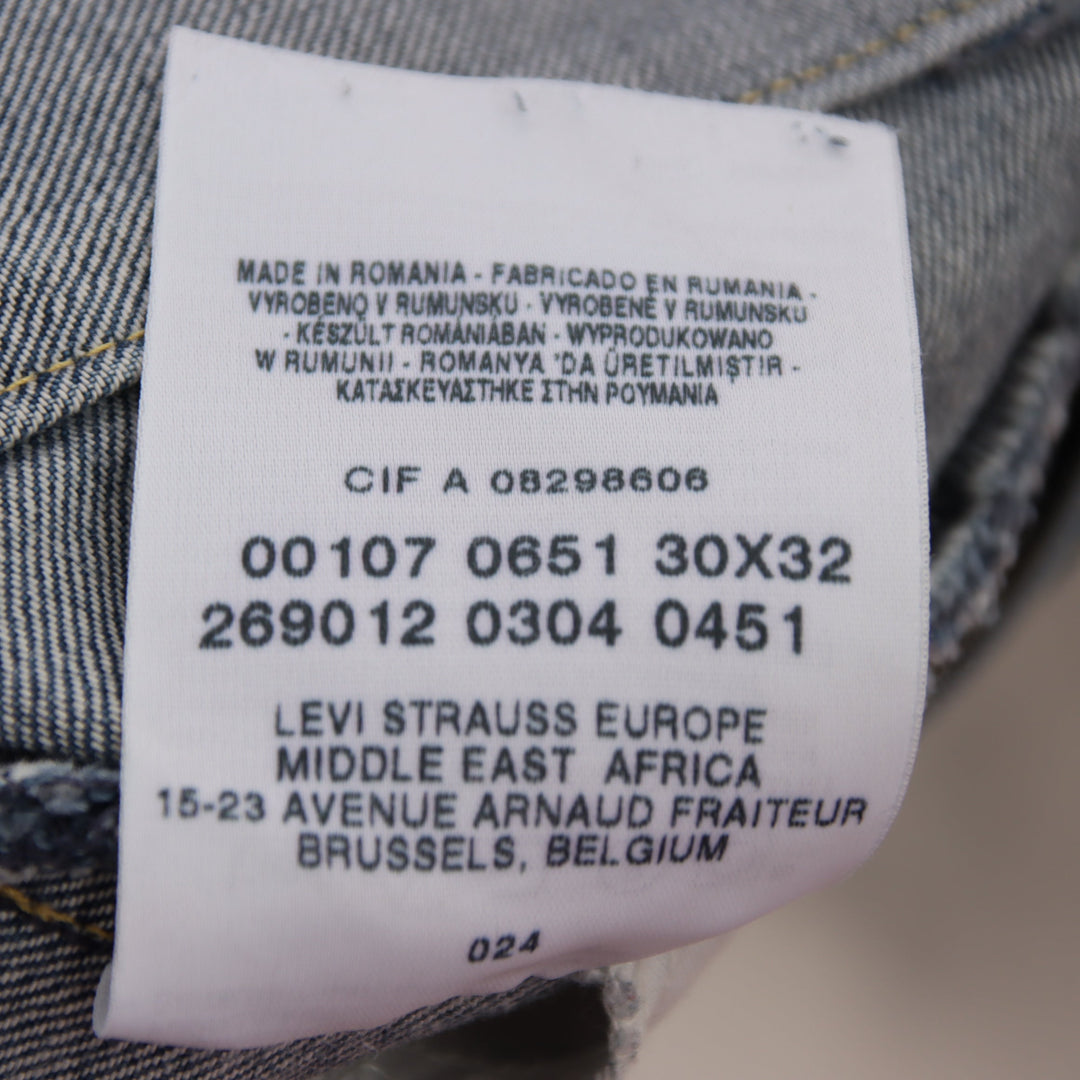 MADE IN ROMANIA - FABRICADO EN RUMANIA -
VYROBENO V RUMUNSKU - VYROBENÉ V RUMUNSKU
- KÉSZÜLT ROMÁNIÁBAN - WYPRODUKOWANO
W RUMUNII - ROMANYA 'DA ÜRETILMIŞTIR -
ΚΑΤΑΣΚΕΥΑΣΤΗΚΕ ΣΤΗΝ ΡΟΥΜΑΝΙΑ
CIF A 08298606
00107 0651 30X32
269012 0304 0451
LEVI STRAUSS EUROPE
MIDDLE EAST AFRICA
15-23 AVENUE ARNAUD FRAITEUR
BRUSSELS, BELGIUM
024